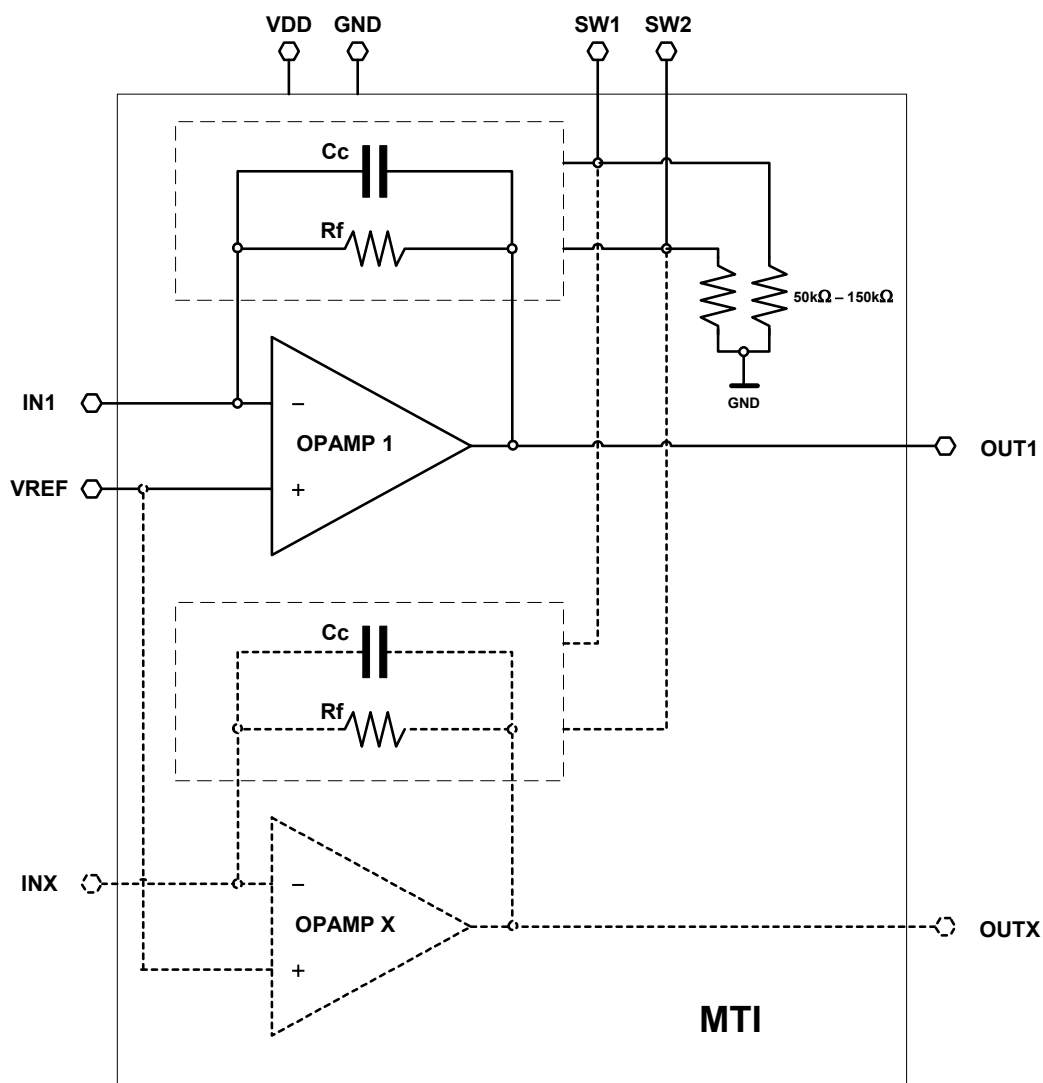 VDD GND SW1 SW2
Cc
Rf
50kΩ – 150kΩ
GND
IN1
−
OPAMP 1
+
VREF
OUT1
Cc
Rf
INX
−
OPAMP X
+
OUTX
MTI